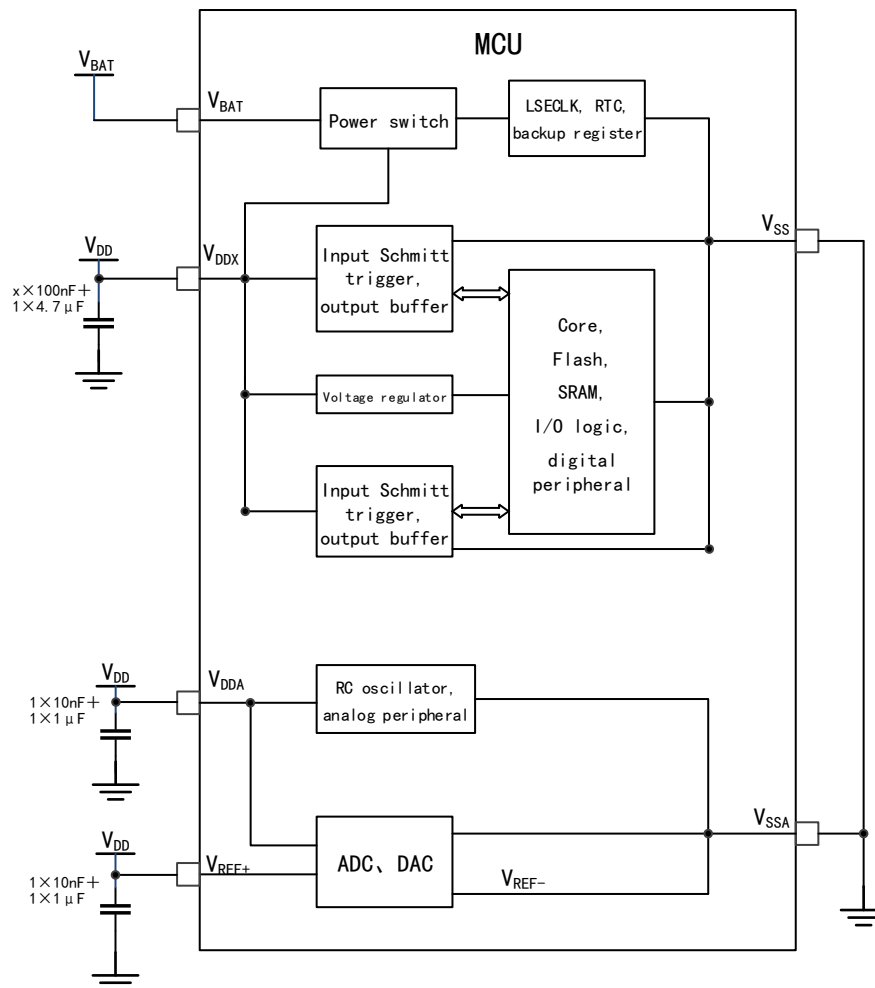 MCU
VBAT
VBAT
Power switch
LSECLK, RTC,
backup register
VSS
VDD
VDDX
x×100nF+
1×4.7μF
Input Schmitt
trigger,
output buffer
Core,
Flash,
SRAM,
I/O logic,
digital
peripheral
Voltage regulator
Input Schmitt
trigger,
output buffer
VDD
VDDA
1×10nF+
1×1μF
RC oscillator,
analog peripheral
VSSA
VDD
VREF+
1×10nF+
1×1μF
ADC、DAC
VREF-